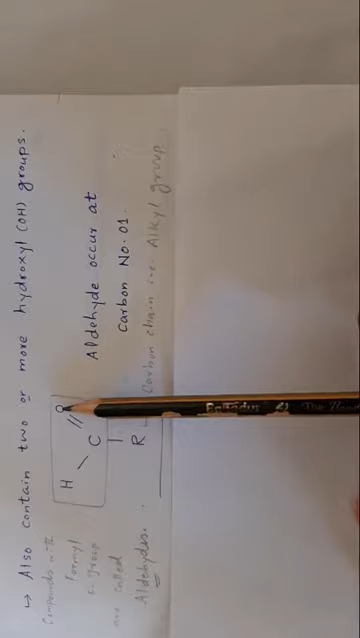 ↳ Also contain two or more hydroxyl (OH) groups.
Compounds
Formyl
group
are called
Aldehydes.
H O
C
R
Aldehyde occur at
Carbon No. 01.
Carbon chain i.e. Alkyl group